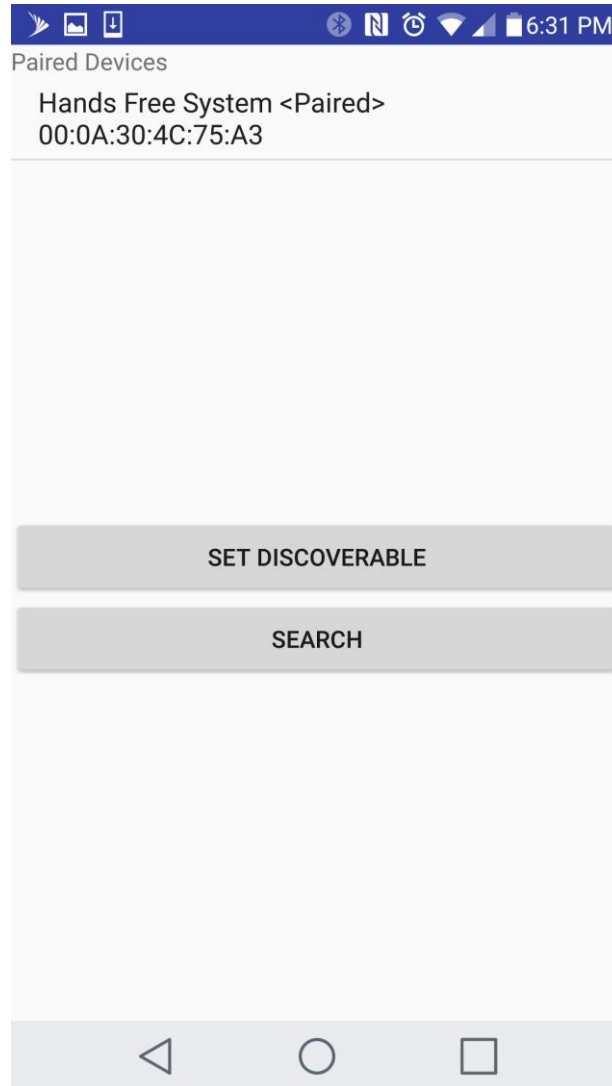 6:31 PM
Paired Devices
Hands Free System <Paired>
00:0A:30:4C:75:A3
SET DISCOVERABLE
SEARCH